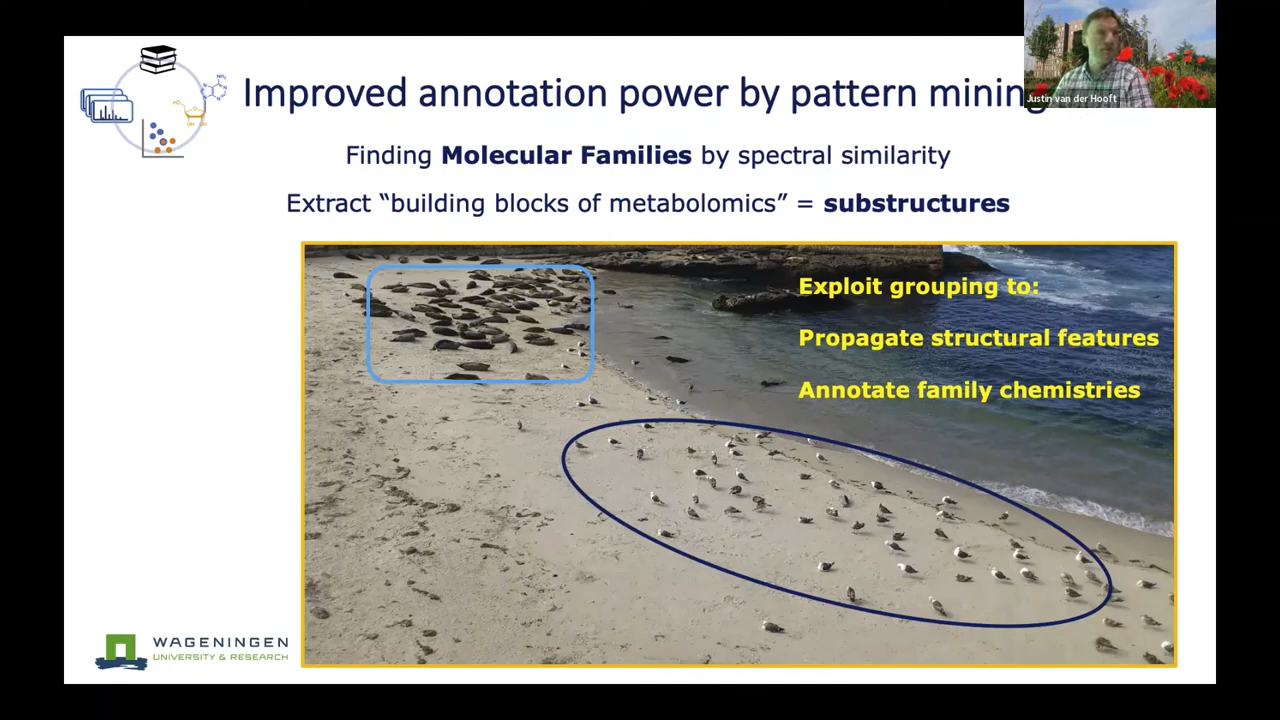 Improved annotation power by pattern mining
Justin van der Hooft
Finding Molecular Families by spectral similarity
Extract “building blocks of metabolomics” = substructures
Exploit grouping to:
Propagate structural features
Annotate family chemistries
WAGENINGEN
UNIVERSITY & RESEARCH